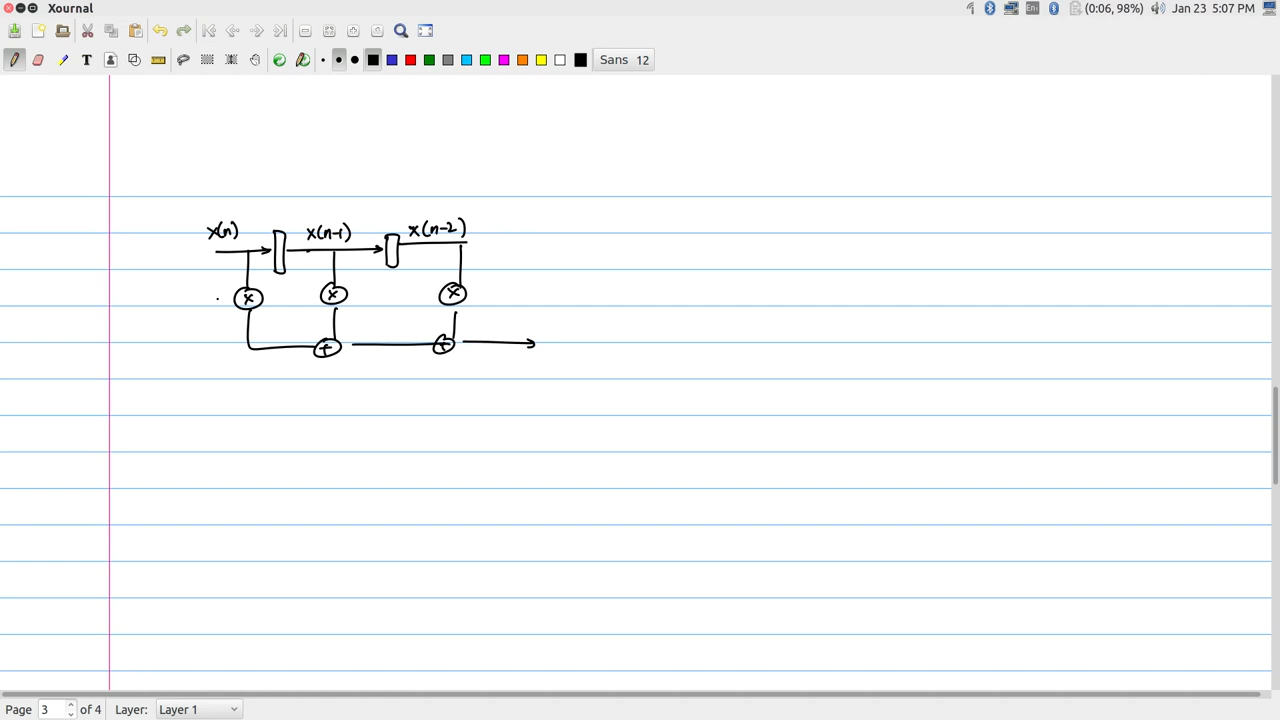 Xournal
(0:06, 98%) Jan 23 5:07 PM
T Sans 12
x(n) x(n-1) x(n-2)
x x x
+ +
Page 3 of 4 Layer: Layer 1